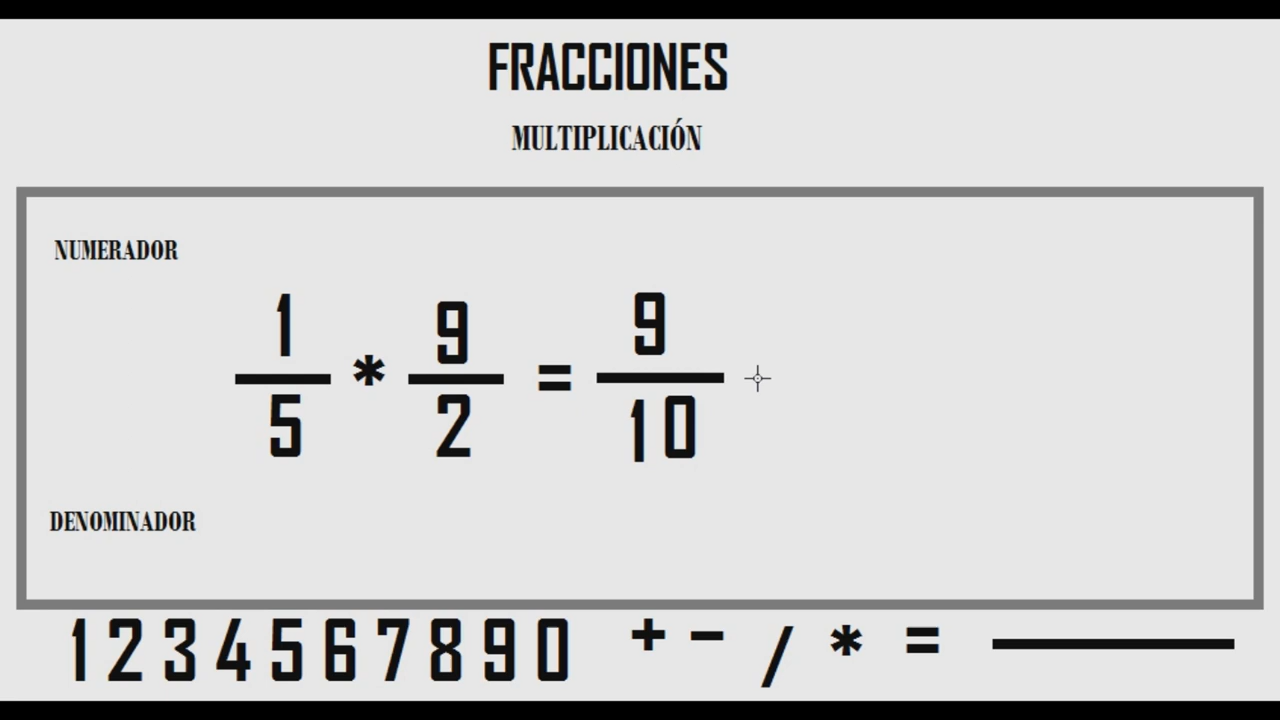 FRACCIONES
MULTIPLICACIÓN
NUMERADOR
1 9 9
* =
5 2 10
DENOMINADOR
1 2 3 4 5 6 7 8 9 0 + - / * =